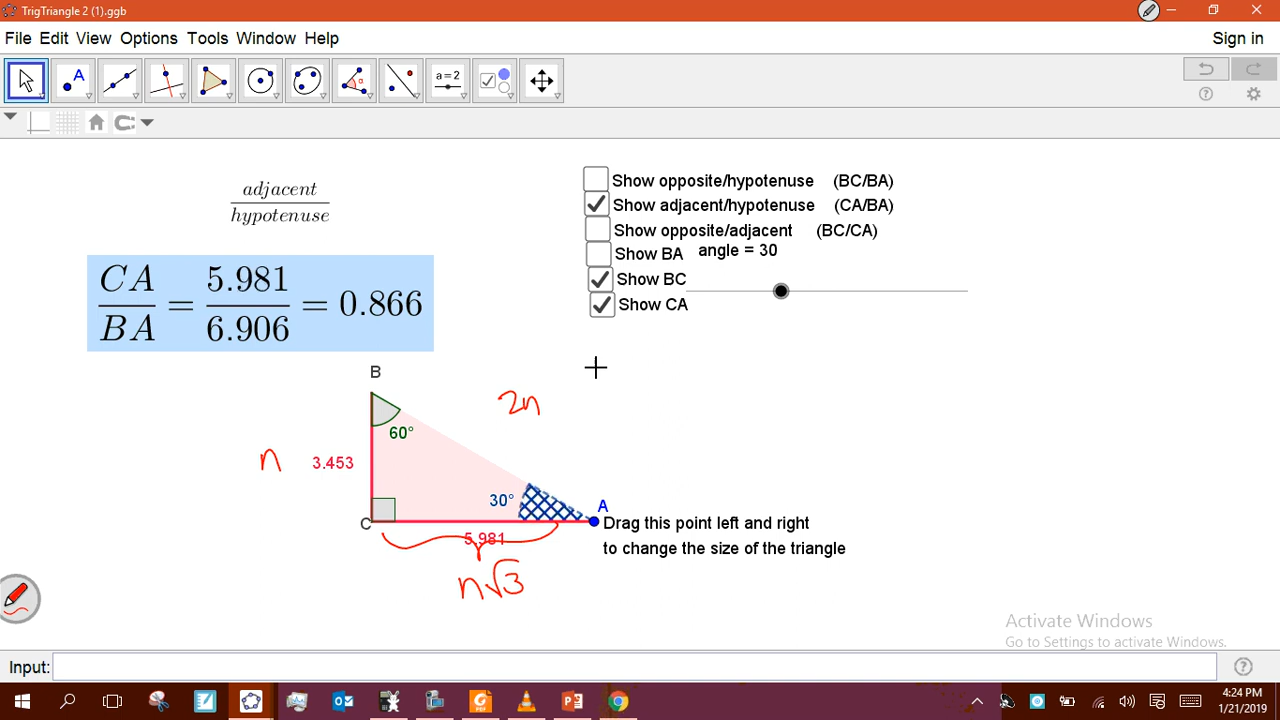 TrigTriangle 2 (1).ggb
File Edit View Options Tools Window Help
Sign in
A
a=2
adjacent
hypotenuse
CA/BA = 5.981/6.906 = 0.866
Show opposite/hypotenuse (BC/BA)
Show adjacent/hypotenuse (CA/BA)
Show opposite/adjacent (BC/CA)
Show BA angle = 30
Show BC
Show CA
B
2n
60°
n 3.453
30°
A
C
Drag this point left and right
5.981
to change the size of the triangle
n√3
Activate Windows
Go to Settings to activate Windows.
Input:
4:24 PM
1/21/2019